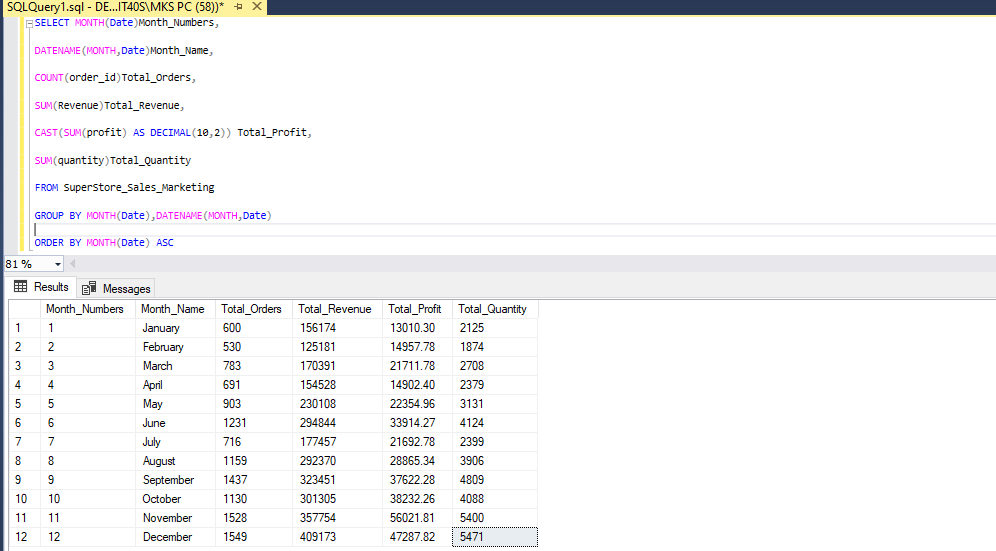 SQLQuery1.sql - DE...IT40S\MKS PC (58))*
SELECT MONTH(Date)Month_Numbers,
DATENAME(MONTH,Date)Month_Name,
COUNT(order_id)Total_Orders,
SUM(Revenue)Total_Revenue,
CAST(SUM(profit) AS DECIMAL(10,2)) Total_Profit,
SUM(quantity)Total_Quantity
FROM SuperStore_Sales_Marketing
GROUP BY MONTH(Date),DATENAME(MONTH,Date)
ORDER BY MONTH(Date) ASC
81 %
Results Messages
Month_Numbers Month_Name Total_Orders Total_Revenue Total_Profit Total_Quantity
1 1 January 600 156174 13010.30 2125
2 2 February 530 125181 14957.78 1874
3 3 March 783 170391 21711.78 2708
4 4 April 691 154528 14902.40 2379
5 5 May 903 230108 22354.96 3131
6 6 June 1231 294844 33914.27 4124
7 7 July 716 177457 21692.78 2399
8 8 August 1159 292370 28865.34 3906
9 9 September 1437 323451 37622.28 4809
10 10 October 1130 301305 38232.26 4088
11 11 November 1528 357754 56021.81 5400
12 12 December 1549 409173 47287.82 5471